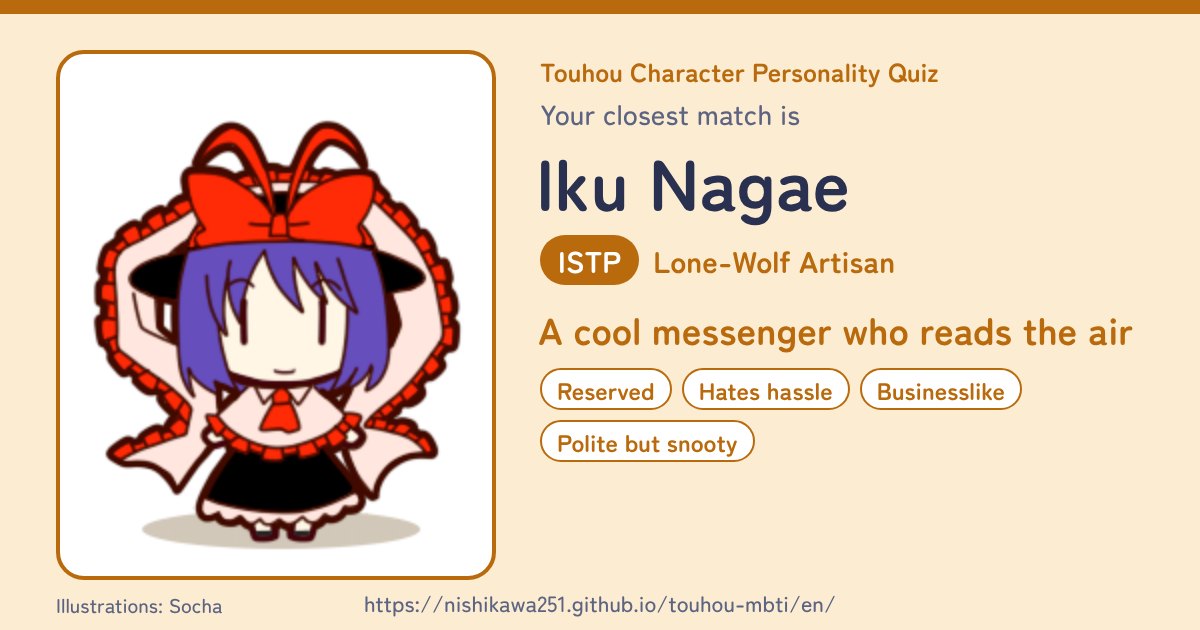 Touhou Character Personality Quiz
Your closest match is
Iku Nagae
ISTP Lone-Wolf Artisan
A cool messenger who reads the air
Reserved Hates hassle Businesslike
Polite but snooty
Illustrations: Socha https://nishikawa251.github.io/touhou-mbti/en/